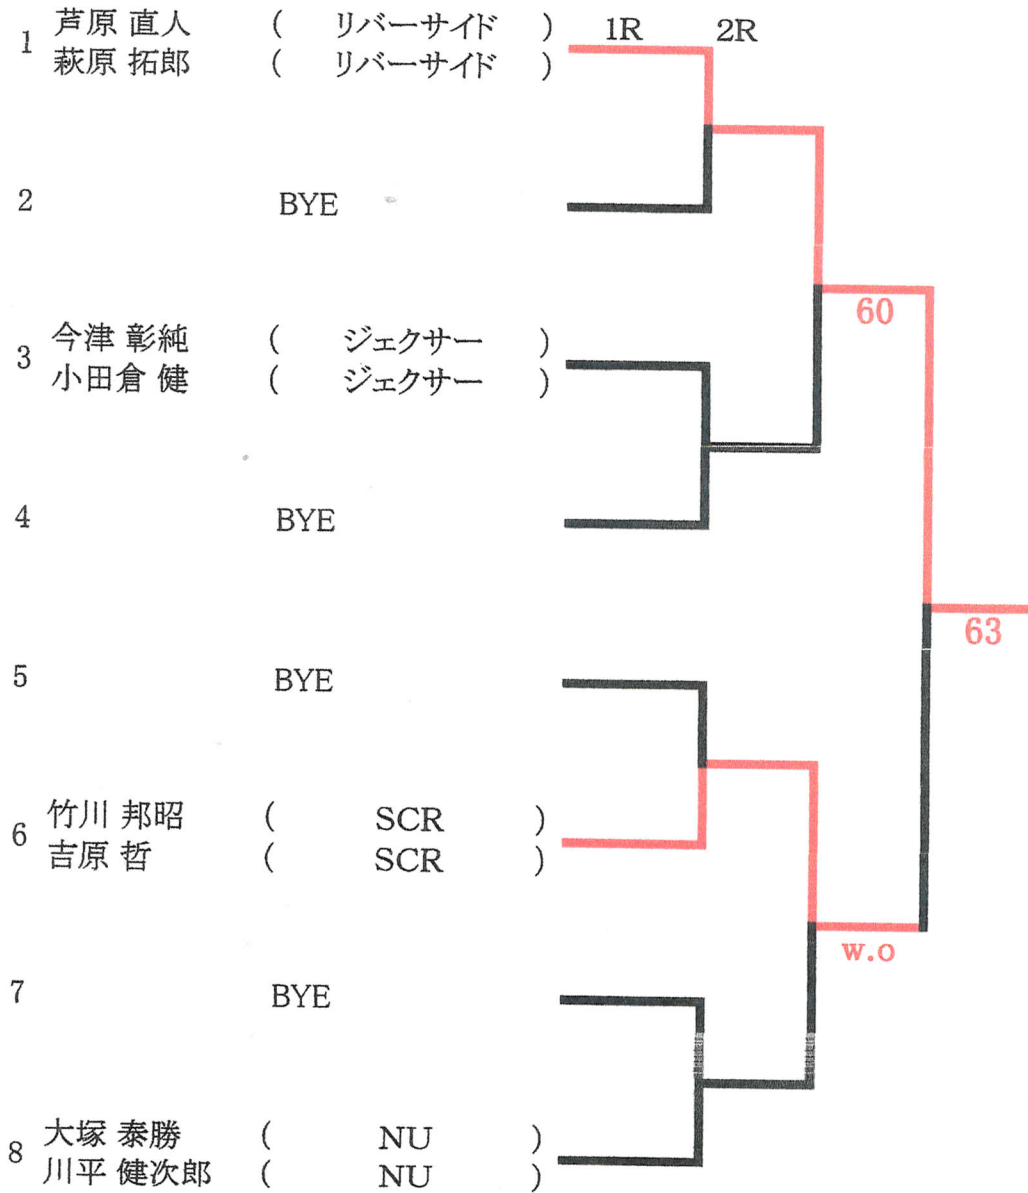 1R 2R
1 芦原 直人 ( リバーサイド )
萩原 拓郎 ( リバーサイド )
2 BYE
60
3 今津 彰純 ( ジェクサー )
小田倉 健 ( ジェクサー )
4 BYE
63
5 BYE
6 竹川 邦昭 ( SCR )
吉原 哲 ( SCR )
w.o
7 BYE
8 大塚 泰勝 ( NU )
川平 健次郎 ( NU )